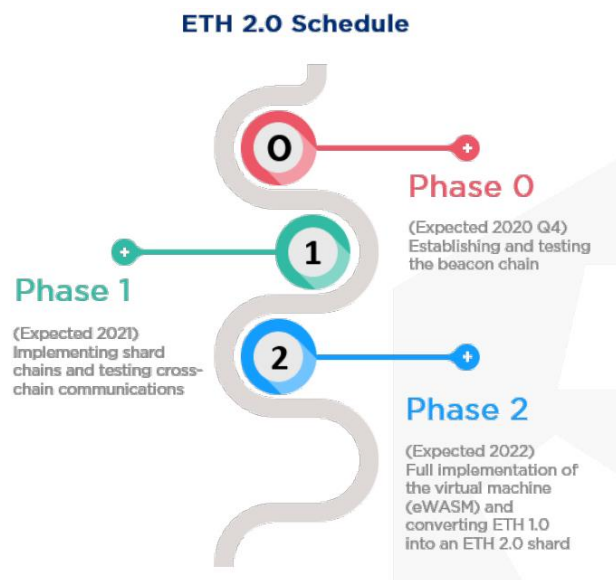 ETH 2.0 Schedule
0
Phase 0
(Expected 2020 Q4)
Establishing and testing
the beacon chain
1
Phase 1
(Expected 2021)
Implementing shard
chains and testing cross-
chain communications
2
Phase 2
(Expected 2022)
Full implementation of
the virtual machine
(eWASM) and
converting ETH 1.0
into an ETH 2.0 shard